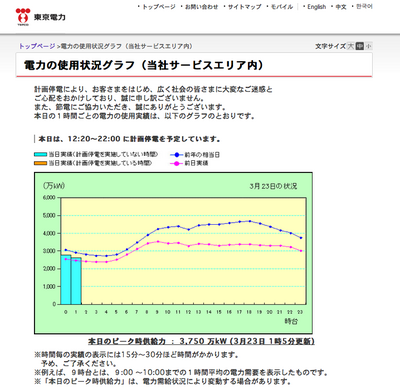 トップページ お問い合わせ サイトマップ モバイル English 中文 한국어
TEPCO 東京電力
トップページ >電力の使用状況グラフ（当社サービスエリア内）
文字サイズ 大 中 小
電力の使用状況グラフ（当社サービスエリア内）
計画停電により、お客さまをはじめ、広く社会の皆さまに大変なご迷惑と
ご心配をおかけしており、誠に申し訳ございません。
また、節電にご協力いただき、誠にありがとうございます。
本日の１時間ごとの電力の使用実績は、以下のグラフのとおりです。
本日は、12:20～22:00 に計画停電を予定しています。
当日実績(計画停電を実施していない時間) 前年の相当日
当日実績(計画停電を実施している時間) 前日実績
(万kW) 3月23日の状況
6,000
5,000
4,000
3,000
2,000
1,000
0
0 1 2 3 4 5 6 7 8 9 10 11 12 13 14 15 16 17 18 19 20 21 22 23
時台
本日のピーク時供給力 : 3,750 万kW (3月23日 1時5分更新)
※時間毎の実績の表示には15分～30分ほど時間がかかります。
予め、ご了承ください。
※例えば、９時台とは、9:00 ～10:00までの１時間平均の電力需要を表示したものです。
※「本日のピーク時供給力」は、電力需給状況により変動する場合があります。